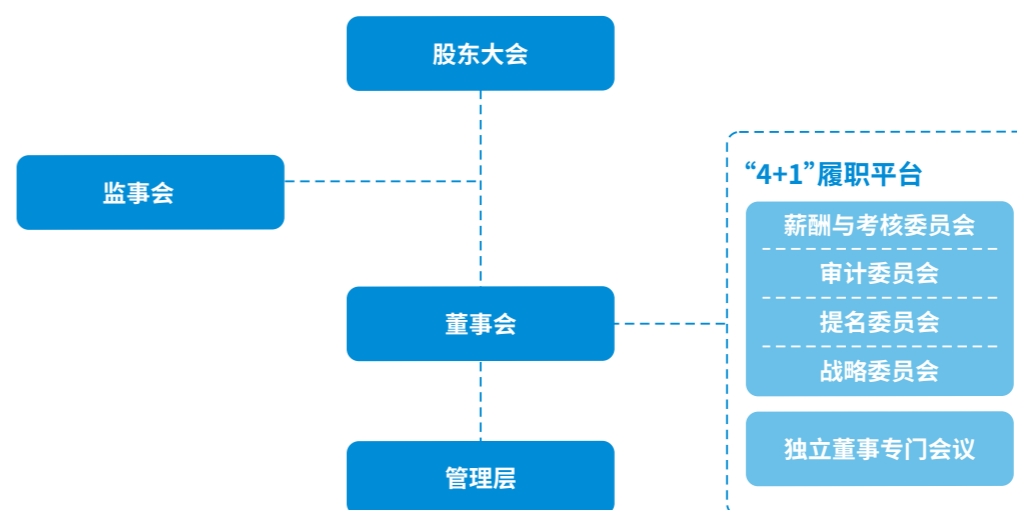 股东大会
监事会
“4+1”履职平台
薪酬与考核委员会
审计委员会
董事会
提名委员会
战略委员会
独立董事专门会议
管理层